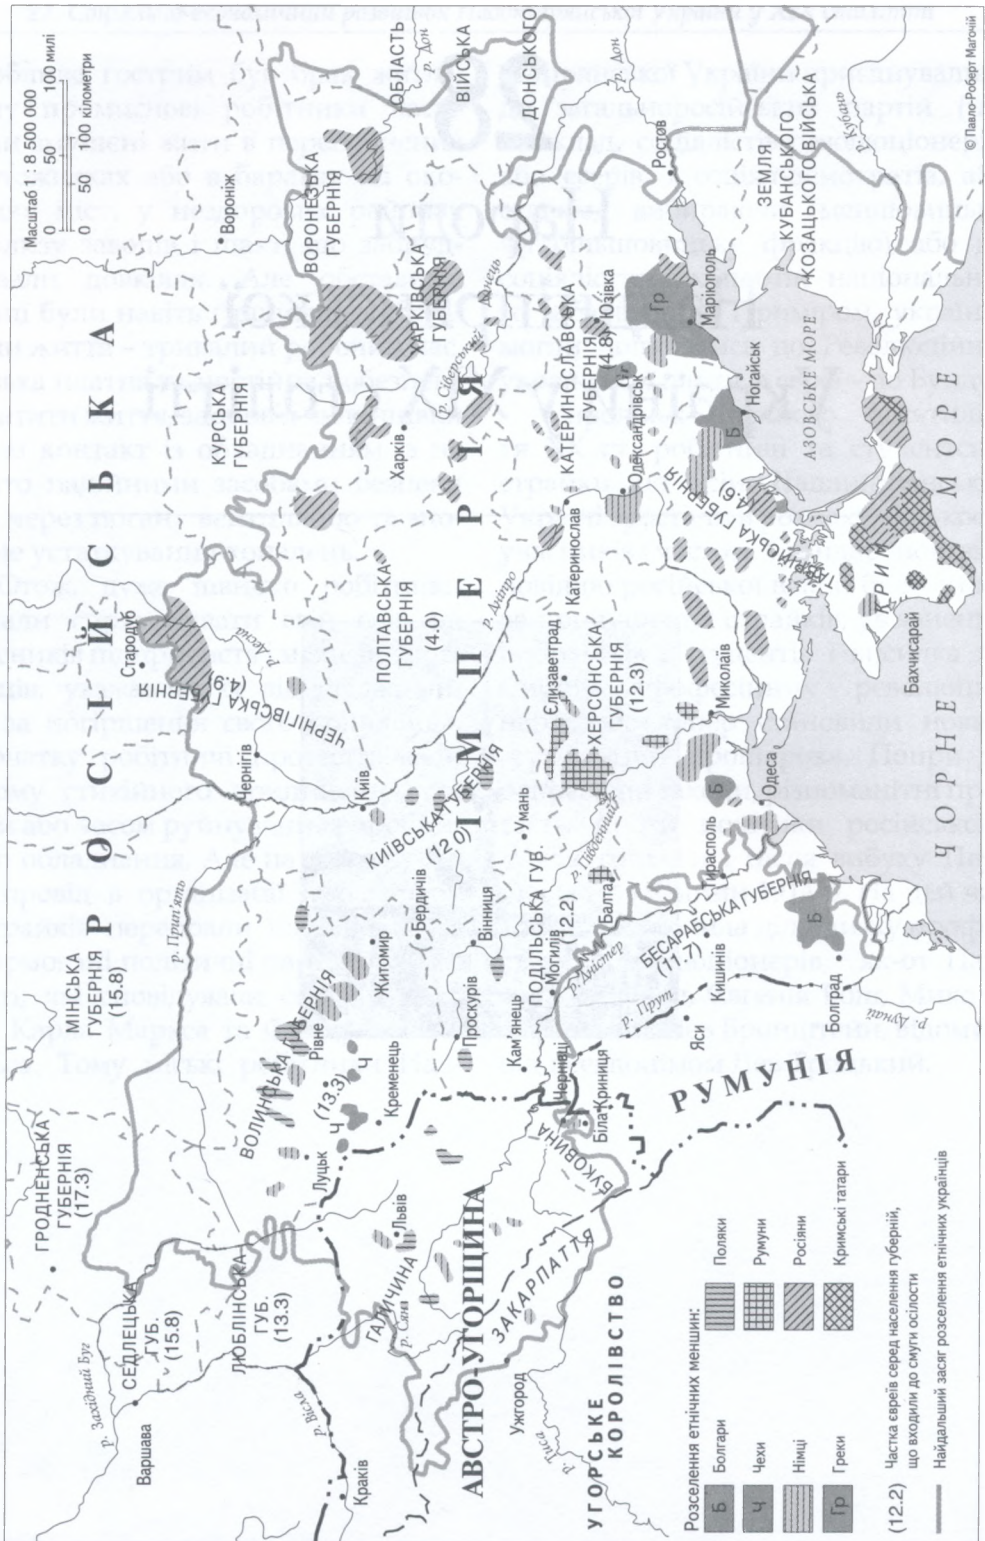 Масштаб 1 : 8 500 000
0 50 100 милі
0 50 100 кілометри
РОСІЙСЬКА
ІМПЕРІЯ
АВСТРО-УГОРЩИНА
УГОРСЬКЕ
КОРОЛІВСТВО
РУМУНІЯ
ЧОРНЕ МОРЕ
АЗОВСЬКЕ МОРЕ
КРИМ
ГРОДНЕНСЬКА
ГУБЕРНІЯ
(17.3)
МІНСЬКА
ГУБЕРНІЯ
(15.8)
СЕДЛЕЦЬКА
ГУБ.
(15.8)
ЛЮБЛІНСЬКА
ГУБ.
(13.3)
ВОЛИНСЬКА ГУБЕРНІЯ
(13.3)
КИЇВСЬКА ГУБЕРНІЯ
(12.0)
ЧЕРНІГІВСЬКА ГУБЕРНІЯ
(4.9)
ПОЛТАВСЬКА
ГУБЕРНІЯ
(4.0)
КУРСЬКА
ГУБЕРНІЯ
ВОРОНЕЗЬКА
ГУБЕРНІЯ
ХАРКІВСЬКА
ГУБЕРНІЯ
КАТЕРИНОСЛАВСЬКА
ГУБЕРНІЯ
(4.8)
ХЕРСОНСЬКА
ГУБЕРНІЯ
(12.3)
ПОДІЛЬСЬКА ГУБ.
(12.2)
БЕСАРАБСЬКА ГУБЕРНІЯ
(11.7)
ТАВРІЙСЬКА
ГУБЕРНІЯ
ОБЛАСТЬ
ВІЙСЬКА
ДОНСЬКОГО
ЗЕМЛЯ
КУБАНСЬКОГО
КОЗАЦЬКОГО ВІЙСЬКА
ГАЛИЧИНА
БУКОВИНА
ЗАКАРПАТТЯ
Варшава
Краків
Ужгород
Львів
Луцьк
Рівне
Кременець
Житомир
Бердичів
Проскурів
Вінниця
Кам'янець
Могилів
Біла Криниця
Київ
Чернігів
Стародуб
Умань
Балта
Єлизаветград
Катеринослав
Олександрівськ
Харків
Воронєж
Юзівка
Маріуполь
Ногайськ
Ростов
Миколаїв
Одеса
Тирасполь
Кишинів
Ясси
Болград
Бахчисарай
р. Західний Буг
р. Вісла
р. Сян
р. Тиса
р. Прип'ять
р. Десна
р. Дніпро
р. Дністер
р. Прут
р. Дунай
р. Дон
р. Кубань
Б
Б
Б
Ч
Ч
Гр
Гр
Розселення етнічних меншин:
Б Болгари
Ч Чехи
Німці
Гр Греки
Поляки
Румуни
Росіяни
Кримські татари
(12.2) Частка євреїв серед населення губерній,
що входили до смуги осілості
Найдальший засяг розселення етнічних українців
© Павло-Роберт Маґочій